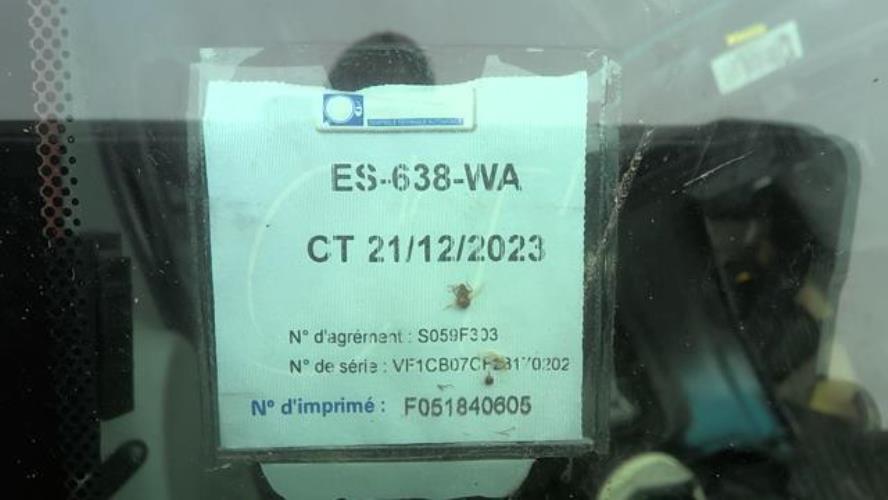 ES-638-WA
CT 21/12/2023
N° d'agrément : S059F303
N° de série :
N° d'imprimé : F051840605